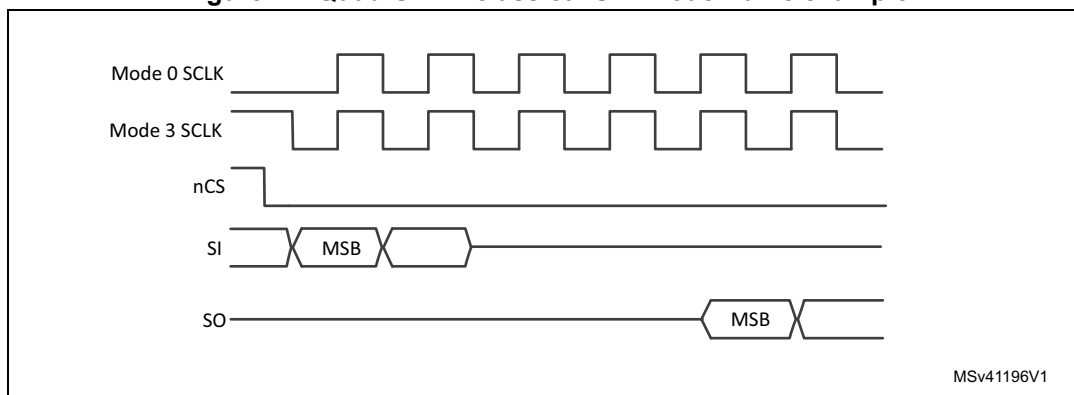 Mode 0 SCLK
Mode 3 SCLK
nCS
SI
MSB
SO
MSB
MSv41196V1